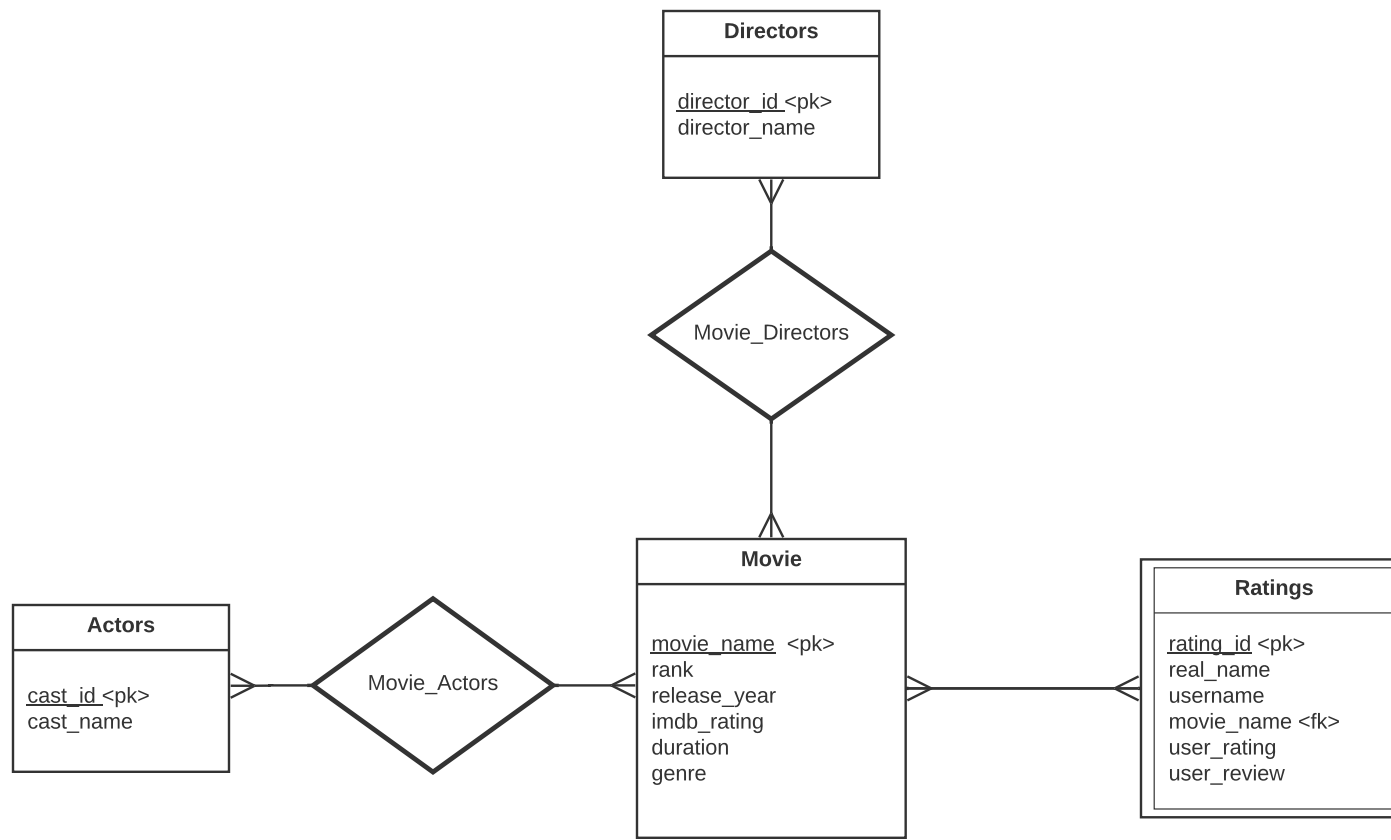 Directors
director_id <pk>
director_name
Movie_Directors
Actors
cast_id <pk>
cast_name
Movie_Actors
Movie
movie_name <pk>
rank
release_year
imdb_rating
duration
genre
Ratings
rating_id <pk>
real_name
username
movie_name <fk>
user_rating
user_review